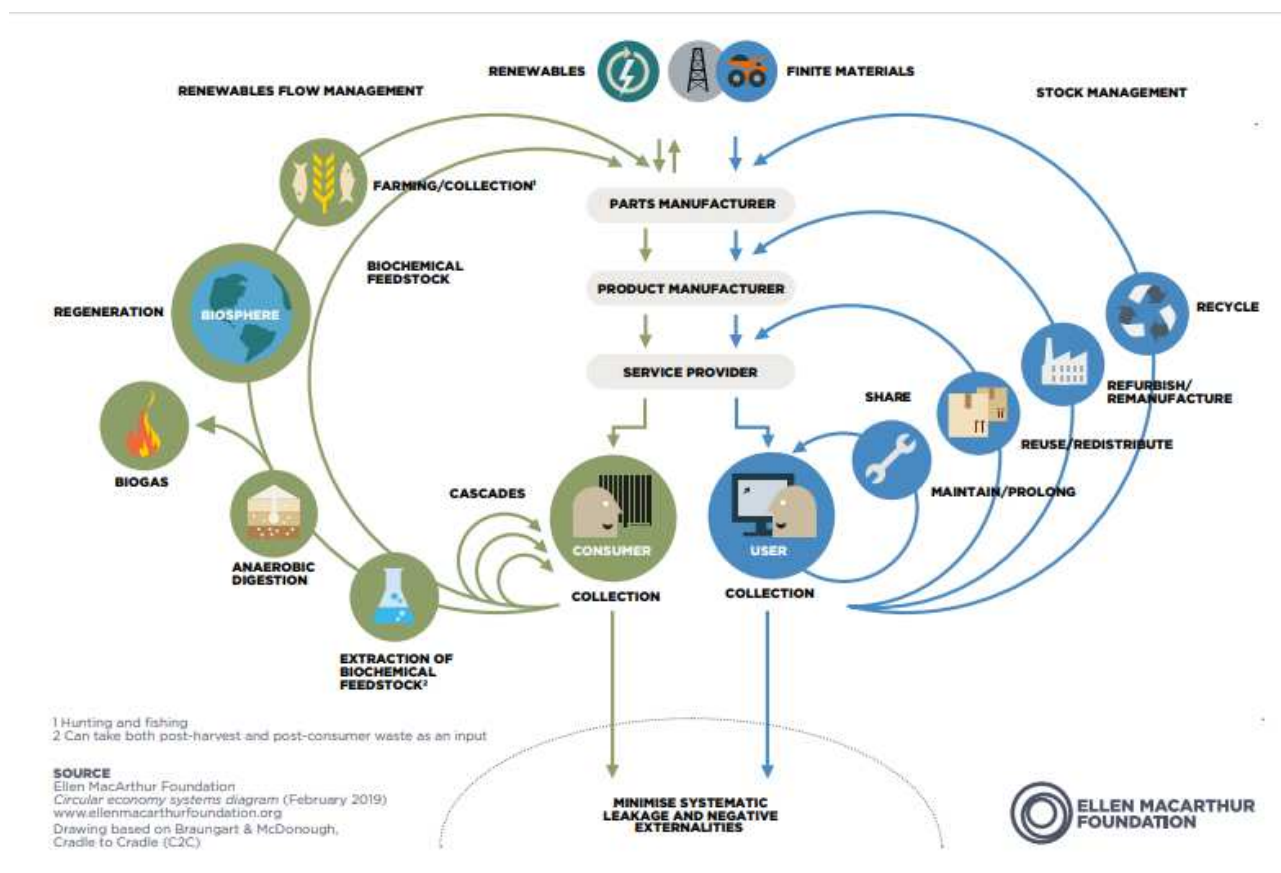 RENEWABLES
FINITE MATERIALS
RENEWABLES FLOW MANAGEMENT
STOCK MANAGEMENT
FARMING/COLLECTION¹
PARTS MANUFACTURER
BIOCHEMICAL
FEEDSTOCK
PRODUCT MANUFACTURER
REGENERATION
BIOSPHERE
RECYCLE
SERVICE PROVIDER
SHARE
REFURBISH/
REMANUFACTURE
REUSE/REDISTRIBUTE
BIOGAS
CASCADES
MAINTAIN/PROLONG
CONSUMER
USER
ANAEROBIC
DIGESTION
COLLECTION
COLLECTION
EXTRACTION OF
BIOCHEMICAL
FEEDSTOCK²
1 Hunting and fishing
2 Can take both post-harvest and post-consumer waste as an input
SOURCE
Ellen MacArthur Foundation
Circular economy systems diagram (February 2019)
www.ellenmacarthurfoundation.org
Drawing based on Braungart & McDonough,
Cradle to Cradle (C2C)
MINIMISE SYSTEMATIC
LEAKAGE AND NEGATIVE
EXTERNALITIES
ELLEN MACARTHUR
FOUNDATION